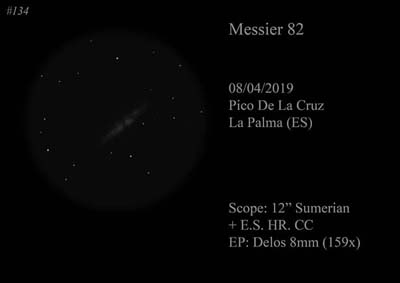 #134
Messier 82
08/04/2019
Pico De La Cruz
La Palma (ES)
Scope: 12” Sumerian
+ E.S. HR. CC
EP: Delos 8mm (159x)